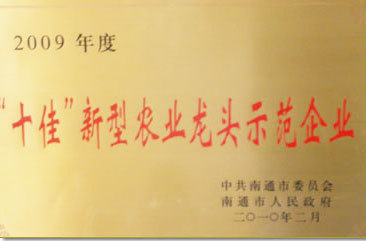 2009 年度
“十佳”新型农业龙头示范企业
中共南通市委员会
南通市人民政府
二〇一〇年二月